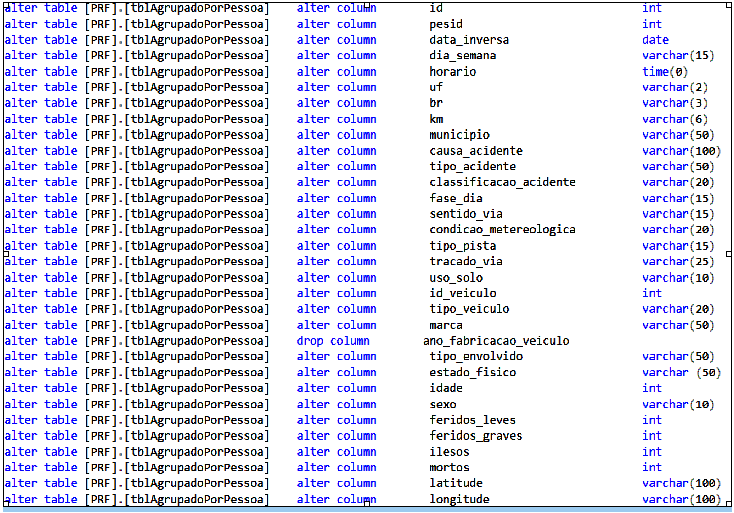 alter table [PRF].[tblAgrupadoPorPessoa] alter column id int
alter table [PRF].[tblAgrupadoPorPessoa] alter column pesid int
alter table [PRF].[tblAgrupadoPorPessoa] alter column data_inversa date
alter table [PRF].[tblAgrupadoPorPessoa] alter column dia_semana varchar(15)
alter table [PRF].[tblAgrupadoPorPessoa] alter column horario time(0)
alter table [PRF].[tblAgrupadoPorPessoa] alter column uf varchar(2)
alter table [PRF].[tblAgrupadoPorPessoa] alter column br varchar(3)
alter table [PRF].[tblAgrupadoPorPessoa] alter column km varchar(6)
alter table [PRF].[tblAgrupadoPorPessoa] alter column municipio varchar(50)
alter table [PRF].[tblAgrupadoPorPessoa] alter column causa_acidente varchar(100)
alter table [PRF].[tblAgrupadoPorPessoa] alter column tipo_acidente varchar(50)
alter table [PRF].[tblAgrupadoPorPessoa] alter column classificacao_acidente varchar(20)
alter table [PRF].[tblAgrupadoPorPessoa] alter column fase_dia varchar(15)
alter table [PRF].[tblAgrupadoPorPessoa] alter column sentido_via varchar(15)
alter table [PRF].[tblAgrupadoPorPessoa] alter column condicao_metereologica varchar(20)
alter table [PRF].[tblAgrupadoPorPessoa] alter column tipo_pista varchar(15)
alter table [PRF].[tblAgrupadoPorPessoa] alter column tracado_via varchar(25)
alter table [PRF].[tblAgrupadoPorPessoa] alter column uso_solo varchar(10)
alter table [PRF].[tblAgrupadoPorPessoa] alter column id_veiculo int
alter table [PRF].[tblAgrupadoPorPessoa] alter column tipo_veiculo varchar(20)
alter table [PRF].[tblAgrupadoPorPessoa] alter column marca varchar(50)
alter table [PRF].[tblAgrupadoPorPessoa] drop column ano_fabricacao_veiculo
alter table [PRF].[tblAgrupadoPorPessoa] alter column tipo_envolvido varchar(50)
alter table [PRF].[tblAgrupadoPorPessoa] alter column estado_fisico varchar (50)
alter table [PRF].[tblAgrupadoPorPessoa] alter column idade int
alter table [PRF].[tblAgrupadoPorPessoa] alter column sexo varchar(10)
alter table [PRF].[tblAgrupadoPorPessoa] alter column feridos_leves int
alter table [PRF].[tblAgrupadoPorPessoa] alter column feridos_graves int
alter table [PRF].[tblAgrupadoPorPessoa] alter column ilesos int
alter table [PRF].[tblAgrupadoPorPessoa] alter column mortos int
alter table [PRF].[tblAgrupadoPorPessoa] alter column latitude varchar(100)
alter table [PRF].[tblAgrupadoPorPessoa] alter column longitude varchar(100)